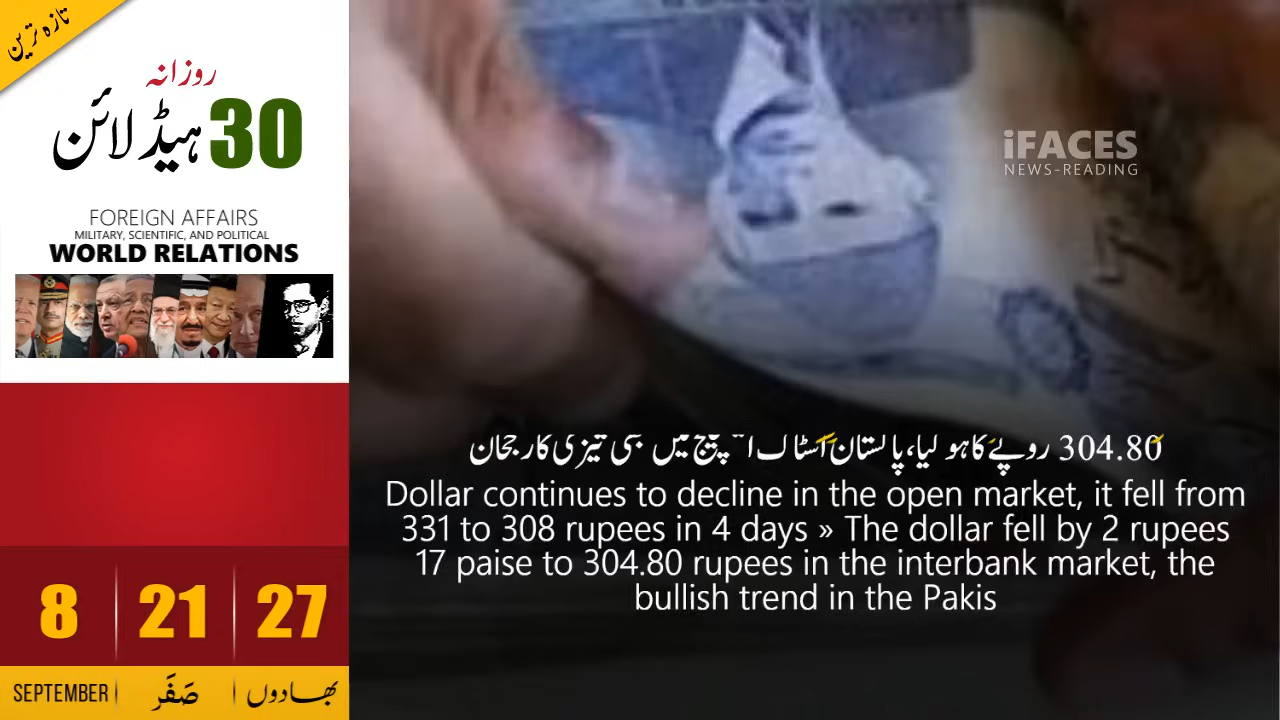 تازہ ترین
روزانہ
30 ہیڈ لائن
FOREIGN AFFAIRS
MILITARY, SCIENTIFIC, AND POLITICAL
WORLD RELATIONS
iFACES
NEWS-READING
304.80 روپے کا ہو گیا، پاکستان اسٹاک ایکسچینج میں بھی تیزی کا رجحان
Dollar continues to decline in the open market, it fell from
331 to 308 rupees in 4 days » The dollar fell by 2 rupees
17 paise to 304.80 rupees in the interbank market, the
bullish trend in the Pakis
8 21 27
SEPTEMBER صَفَر بھادوں